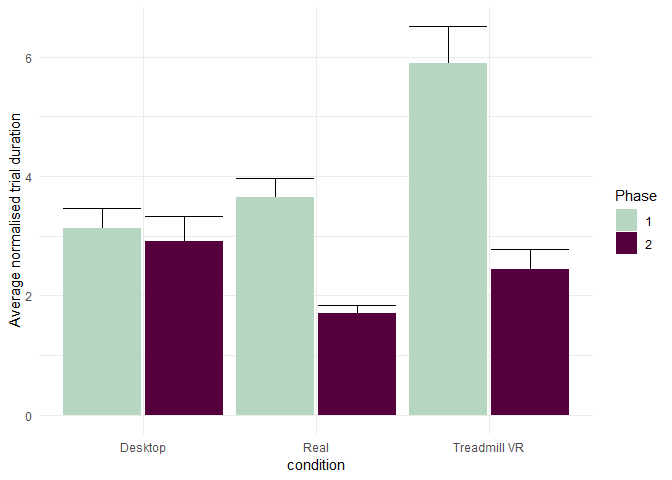 Average normalised trial duration
6
4
2
0
Desktop
Real
Treadmill VR
condition
Phase
1
2